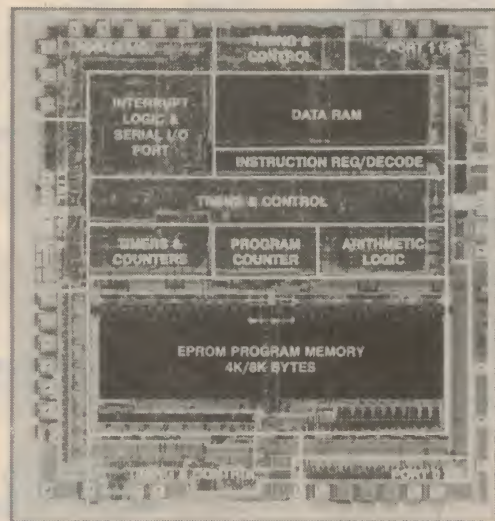 TIMING &
CONTROL
PORT 1
INTERRUPT
LOGIC &
SERIAL I/O
PORT
DATA RAM
INSTRUCTION REG/DECODE
TIMING & CONTROL
TIMERS &
COUNTERS
PROGRAM
COUNTER
ARITHMETIC
LOGIC
EPROM PROGRAM MEMORY
4K/8K BYTES